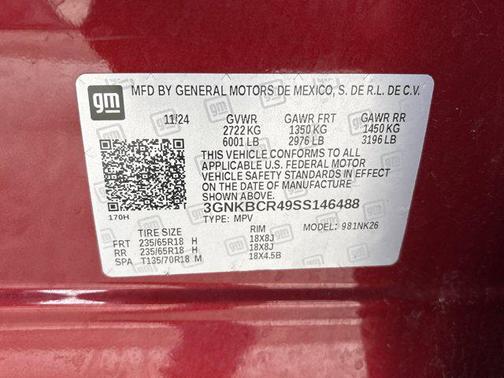 gm
MFD BY GENERAL MOTORS DE MEXICO, S. DE R.L. DE C.V.
11/24 GVWR GAWR FRT GAWR RR
2722 KG 1350 KG 1450 KG
6001 LB 2976 LB 3196 LB
THIS VEHICLE CONFORMS TO ALL
APPLICABLE U.S. FEDERAL MOTOR
VEHICLE SAFETY STANDARDS IN EFFECT
ON THE DATE OF MANUFACTURE SHOWN ABOVE.
3GNKBCR49SS146488
170H TYPE: MPV MODEL: 981NK26
TIRE SIZE RIM
FRT 235/65R18 H 18X8J
RR 235/65R18 H 18X8J
SPA T135/70R18 M 18X4.5B